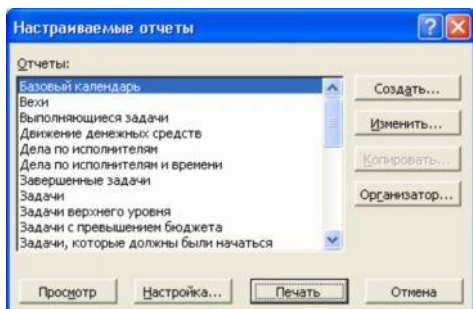 Настраиваемые отчеты
Отчеты:
Базовый календарь
Вехи
Выполняющиеся задачи
Движение денежных средств
Дела по исполнителям
Дела по исполнителям и времени
Завершенные задачи
Задачи
Задачи верхнего уровня
Задачи с превышением бюджета
Задачи, которые должны были начаться
Создать...
Изменить...
Копировать...
Организатор...
Просмотр
Настройка...
Печать
Отмена